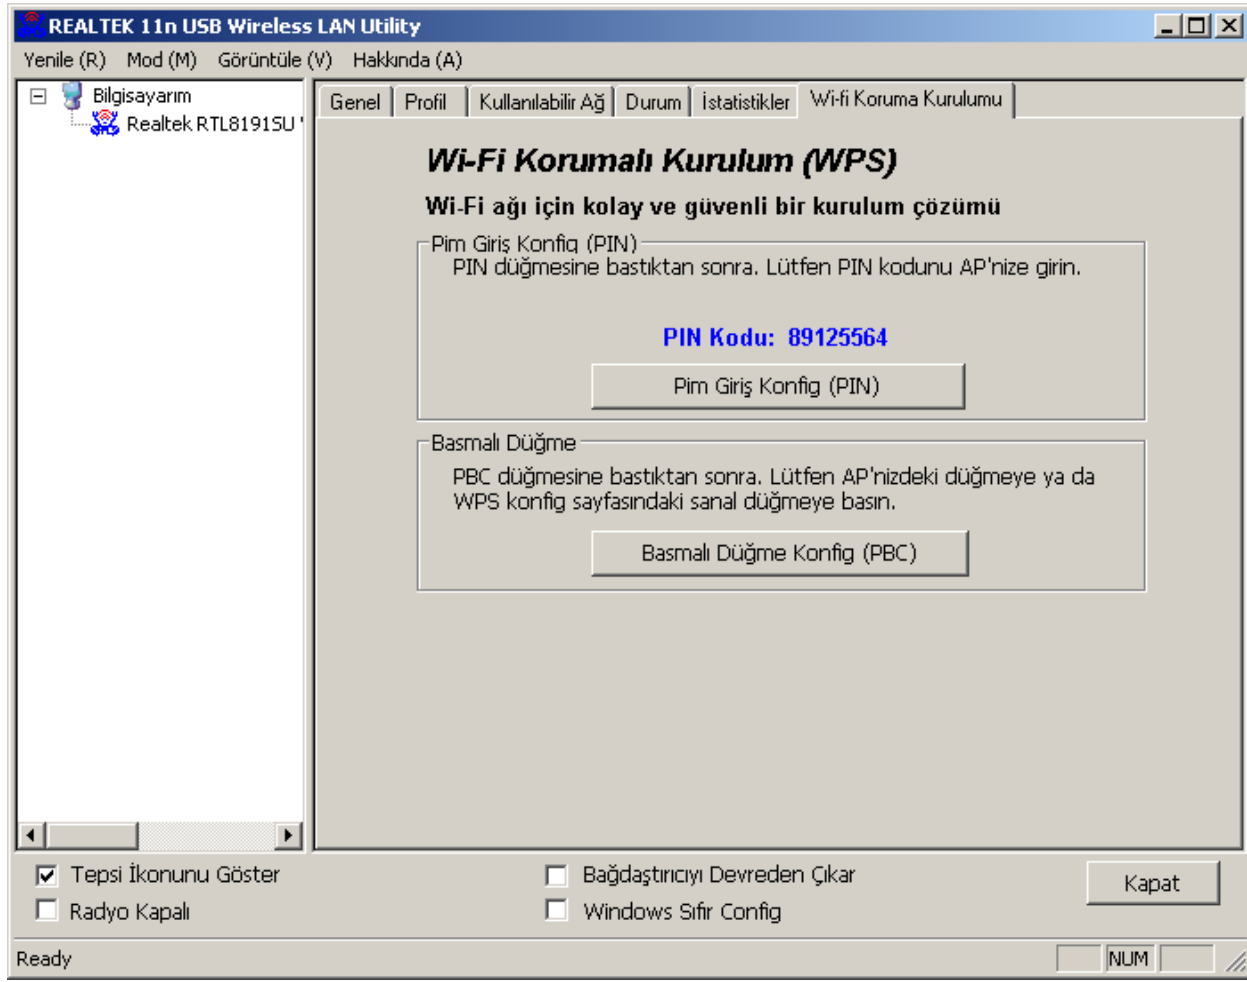 REALTEK 11n USB Wireless LAN Utility
Yenile (R) Mod (M) Görüntüle (V) Hakkında (A)
Bilgisayarım
Realtek RTL8191SU
Genel Profil Kullanılabilir Ağ Durum İstatistikler Wi-fi Koruma Kurulumu
Wi-Fi Korumalı Kurulum (WPS)
Wi-Fi ağı için kolay ve güvenli bir kurulum çözümü
Pim Giriş Konfig (PIN)
PIN düğmesine bastıktan sonra. Lütfen PIN kodunu AP'nize girin.
PIN Kodu: 89125564
Pim Giriş Konfig (PIN)
Basmalı Düğme
PBC düğmesine bastıktan sonra. Lütfen AP'nizdeki düğmeye ya da
WPS konfig sayfasındaki sanal düğmeye basın.
Basmalı Düğme Konfig (PBC)
Tepsi İkonunu Göster
Radyo Kapalı
Bağdaştırıcıyı Devreden Çıkar
Windows Sıfır Config
Kapat
Ready
NUM